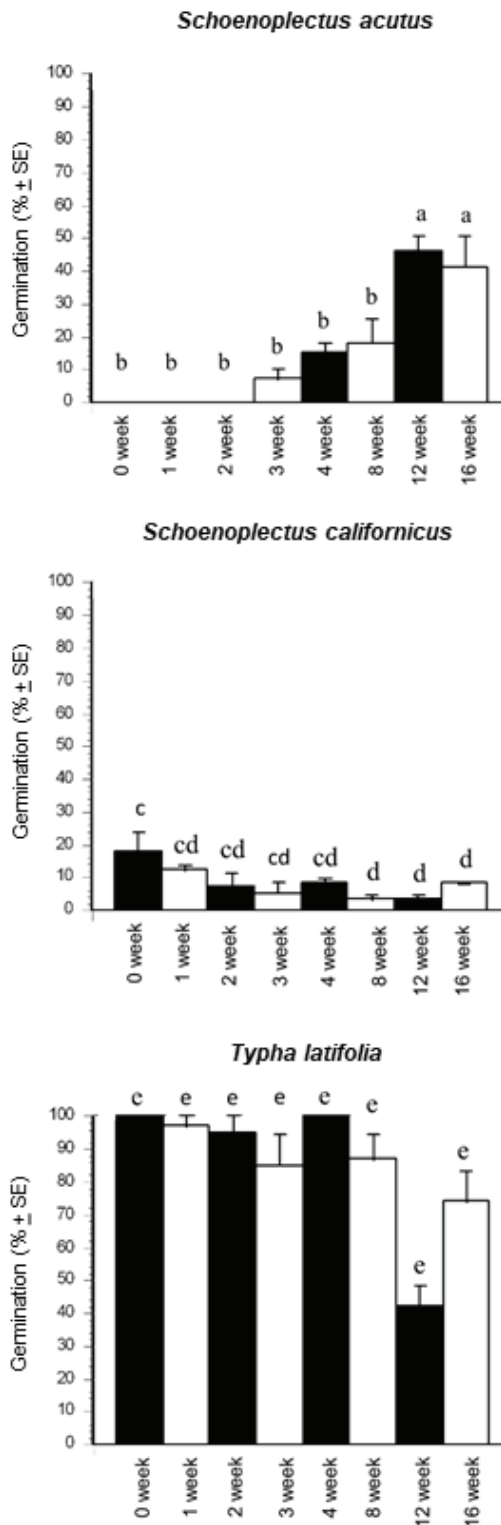 Schoenoplectus acutus
Germination (% ± SE)
100
90
80
70
60
50
40
30
20
10
0
b b b b b b a a
0 week 1 week 2 week 3 week 4 week 8 week 12 week 16 week
Schoenoplectus californicus
Germination (% ± SE)
100
90
80
70
60
50
40
30
20
10
0
c cd cd cd cd d d d
0 week 1 week 2 week 3 week 4 week 8 week 12 week 16 week
Typha latifolia
Germination (% ± SE)
100
90
80
70
60
50
40
30
20
10
0
e e e e e e e e
0 week 1 week 2 week 3 week 4 week 8 week 12 week 16 week